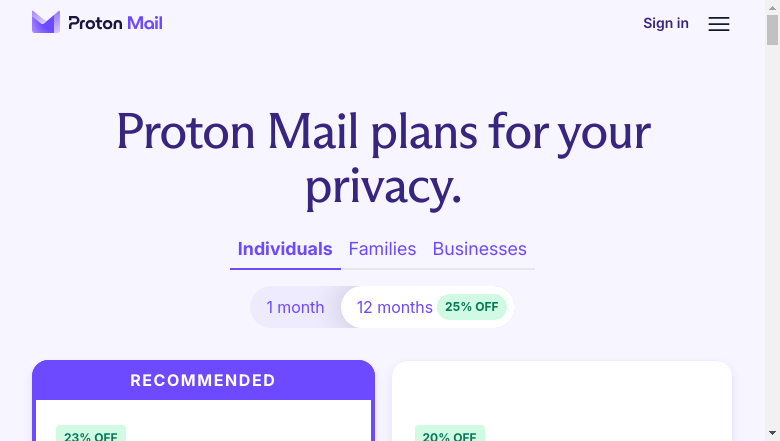 Proton Mail
Sign in
Proton Mail plans for your
privacy.
Individuals Families Businesses
1 month 12 months 25% OFF
RECOMMENDED
23% OFF 20% OFF